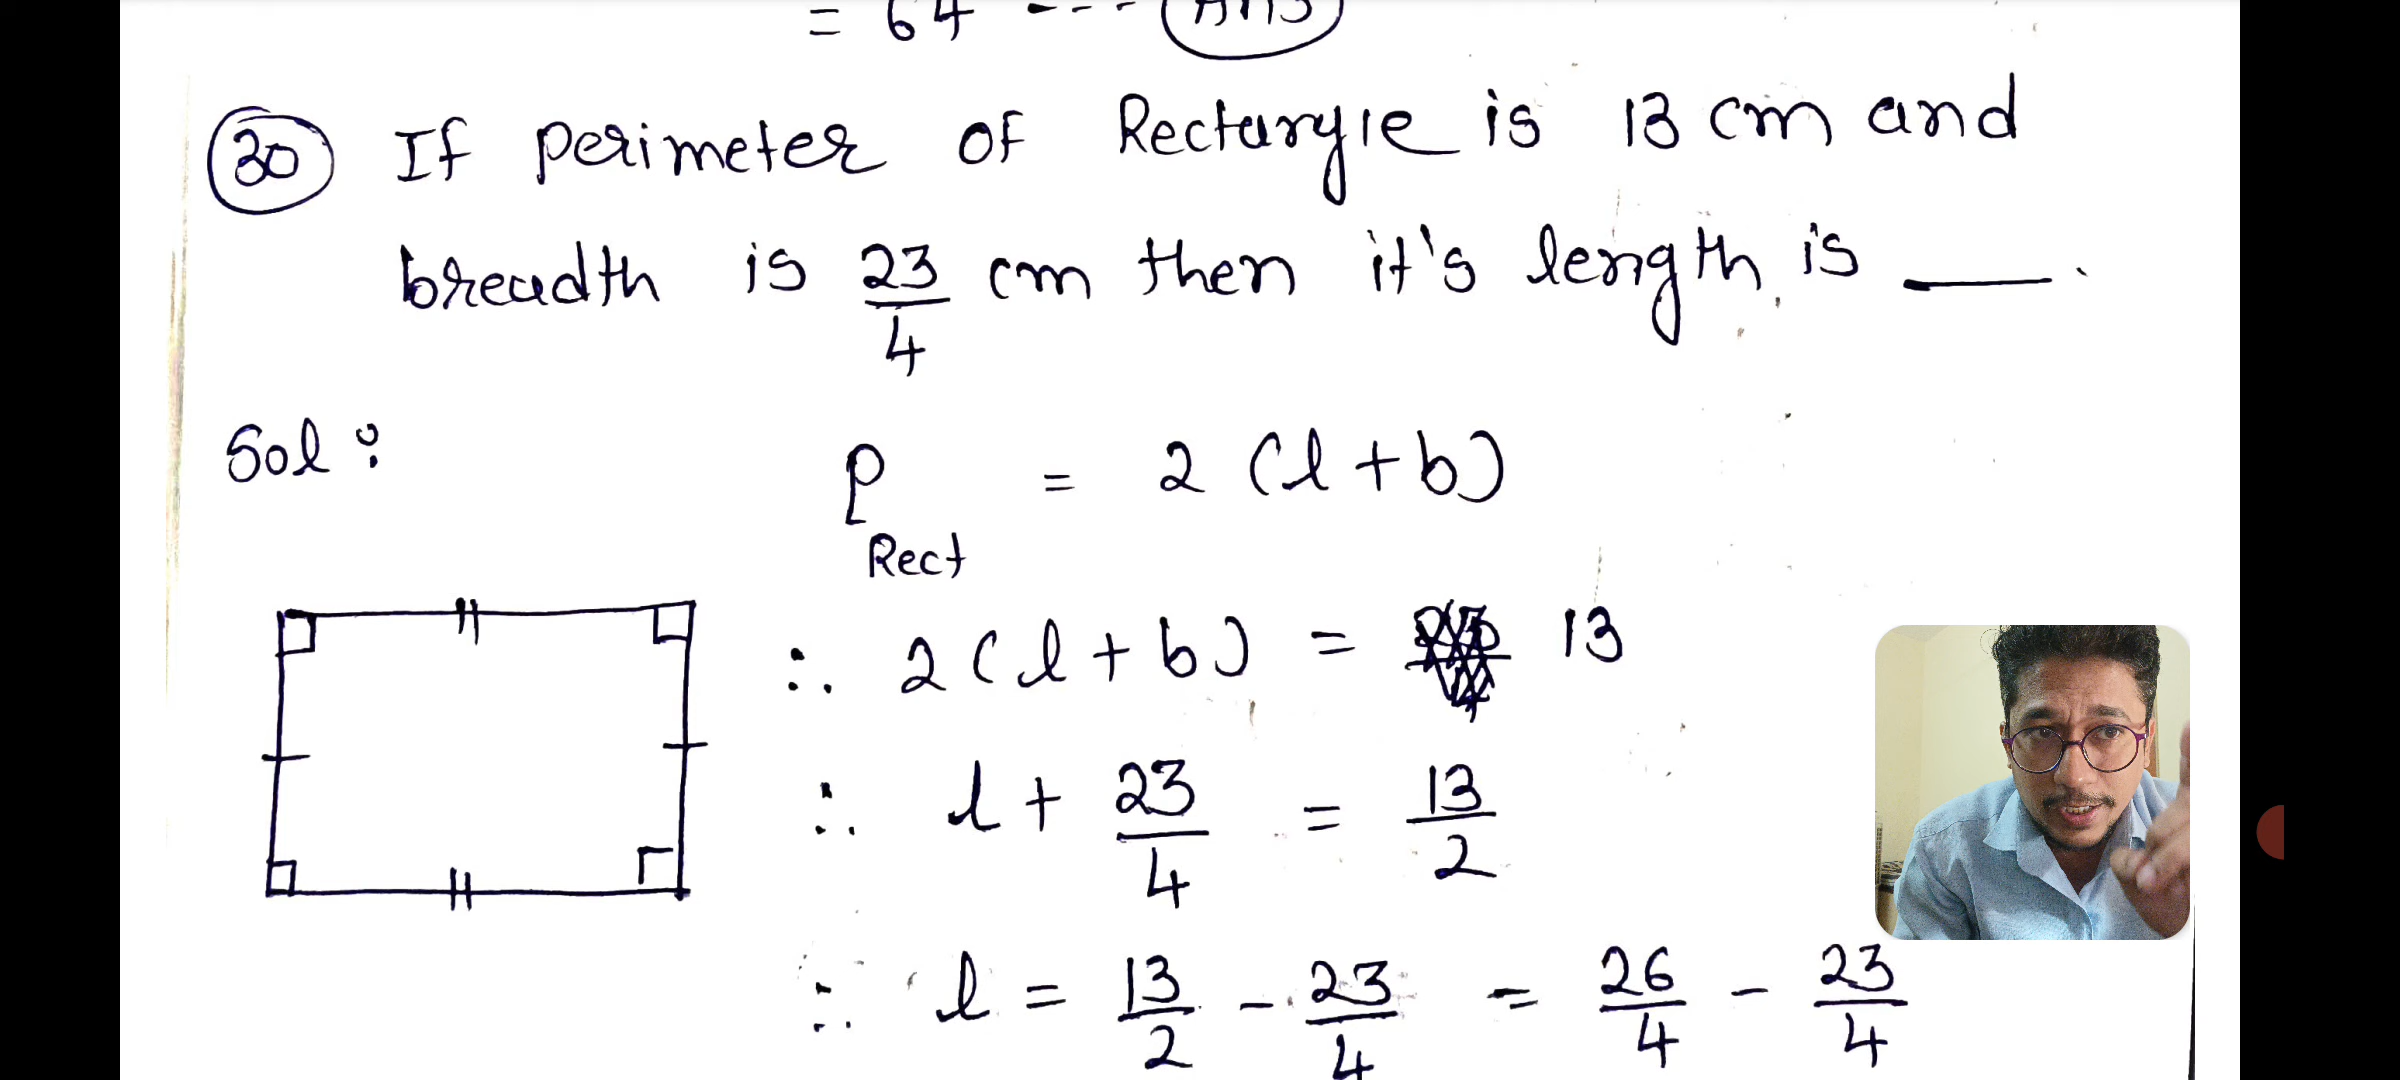 = 64 --- Ans
30 If perimeter of Rectangle is 13 cm and
breadth is 23/4 cm then it's length is ___.
Sol:
P Rect = 2 (l + b)
∴ 2 (l + b) = 13
∴ l + 23/4 = 13/2
∴ l = 13/2 - 23/4 = 26/4 - 23/4